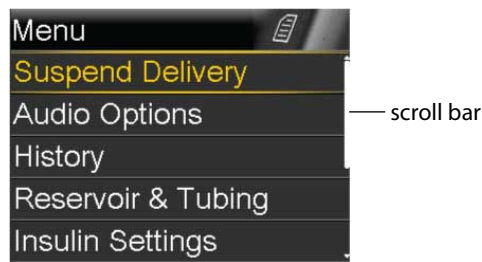 Menu
Suspend Delivery
Audio Options
scroll bar
History
Reservoir & Tubing
Insulin Settings